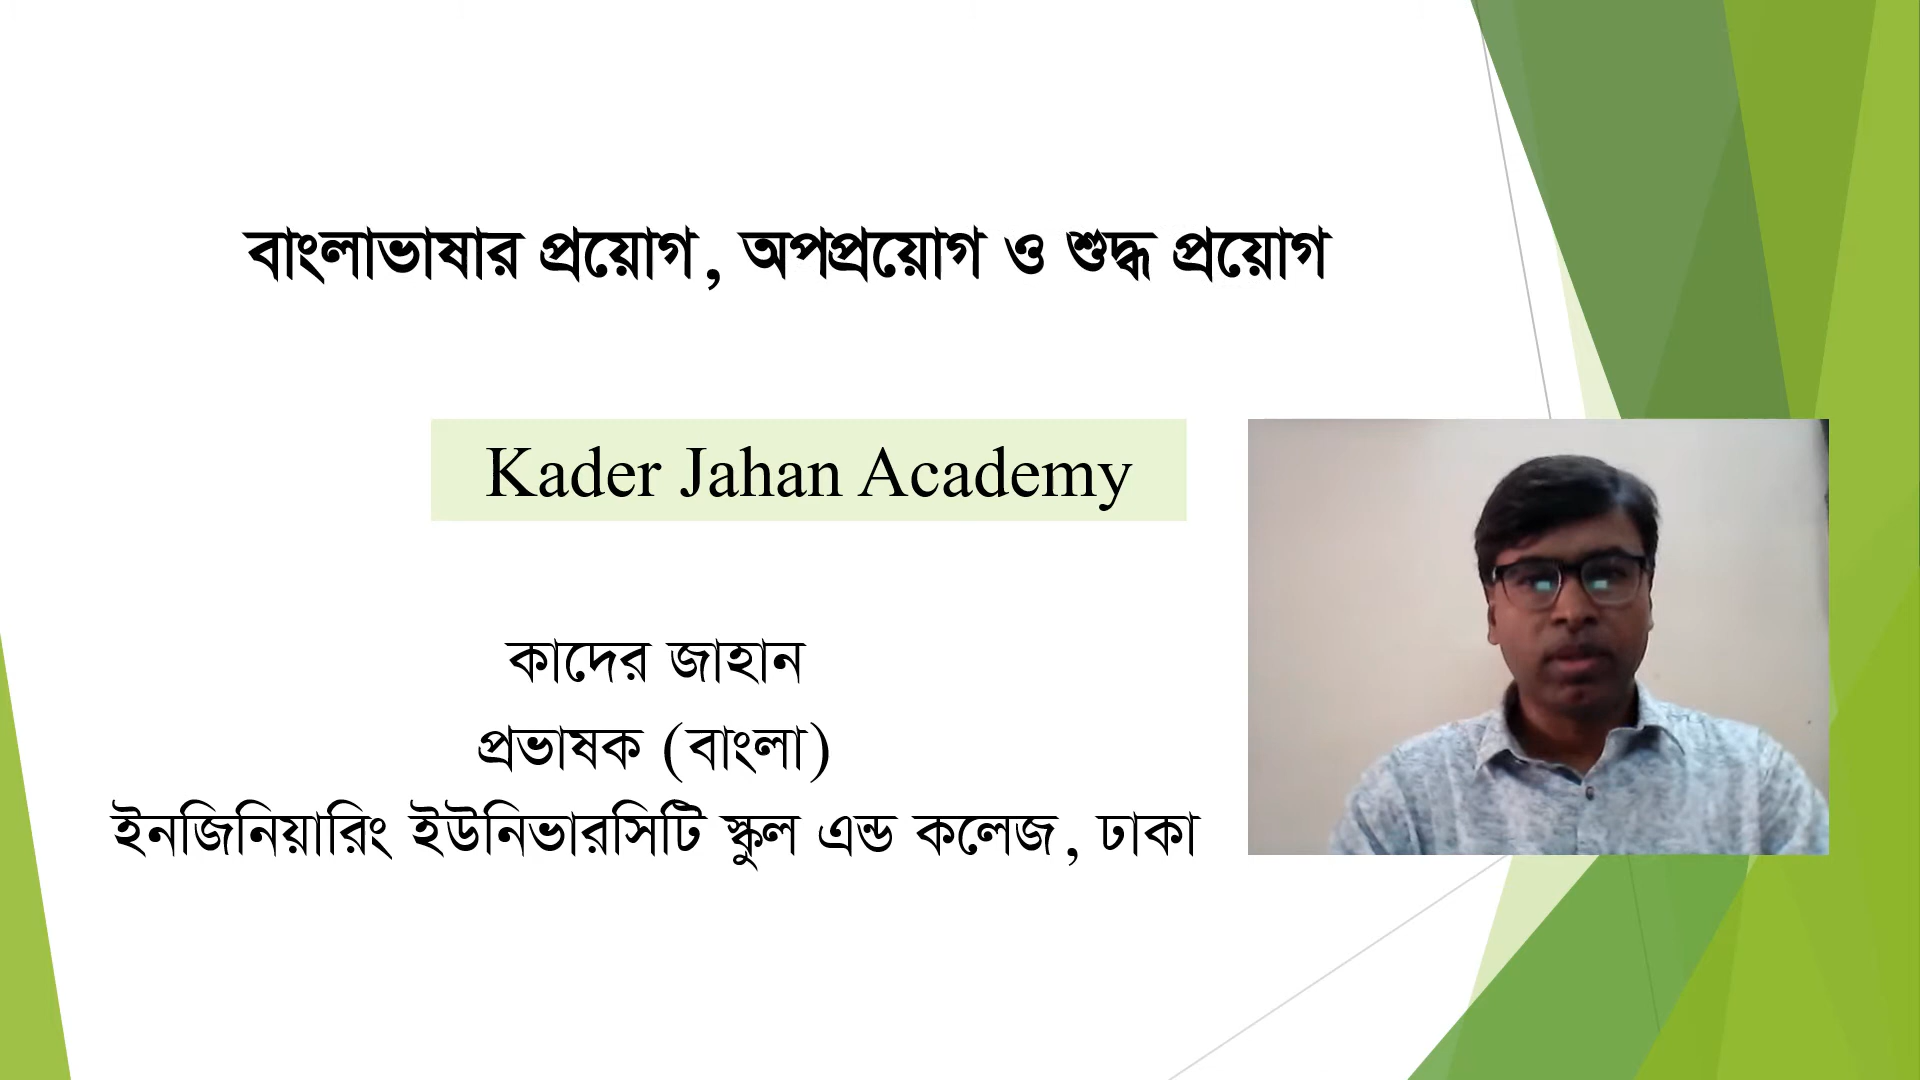 বাংলাভাষার প্রয়োগ, অপপ্রয়োগ ও শুদ্ধ প্রয়োগ
Kader Jahan Academy
কাদের জাহান
প্রভাষক (বাংলা)
ইনজিনিয়ারিং ইউনিভারসিটি স্কুল এন্ড কলেজ, ঢাকা